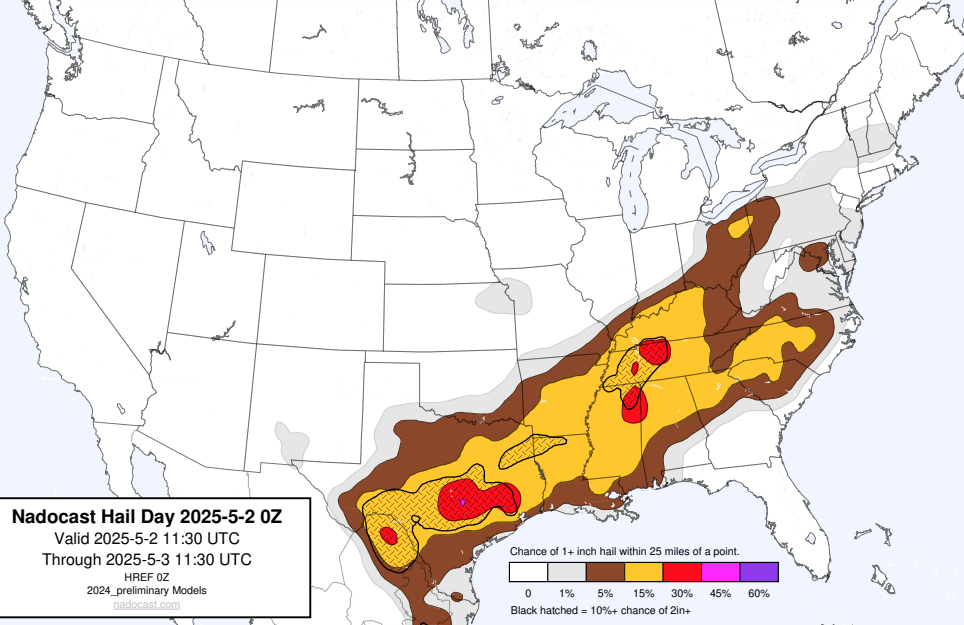 Nadocast Hail Day 2025-5-2 0Z
Valid 2025-5-2 11:30 UTC
Through 2025-5-3 11:30 UTC
HREF 0Z
2024_preliminary Models
nadocast.com
Chance of 1+ inch hail within 25 miles of a point.
0 1% 5% 15% 30% 45% 60%
Black hatched = 10%+ chance of 2in+